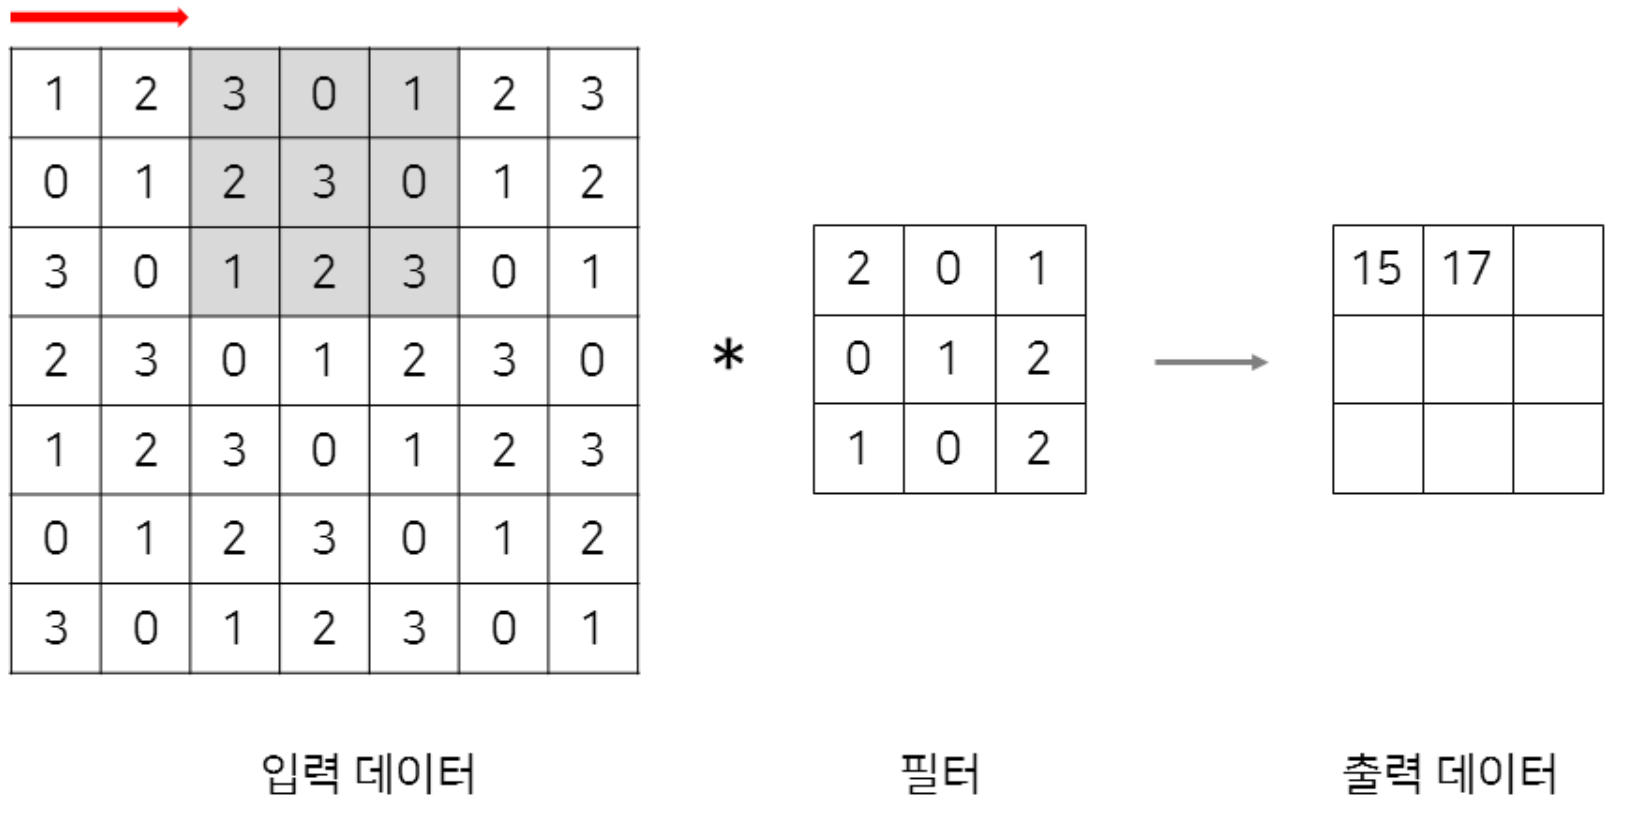 1 2 3 0 1 2 3
0 1 2 3 0 1 2
3 0 1 2 3 0 1
2 3 0 1 2 3 0
1 2 3 0 1 2 3
0 1 2 3 0 1 2
3 0 1 2 3 0 1
입력 데이터
*
2 0 1
0 1 2
1 0 2
필터
15 17
출력 데이터